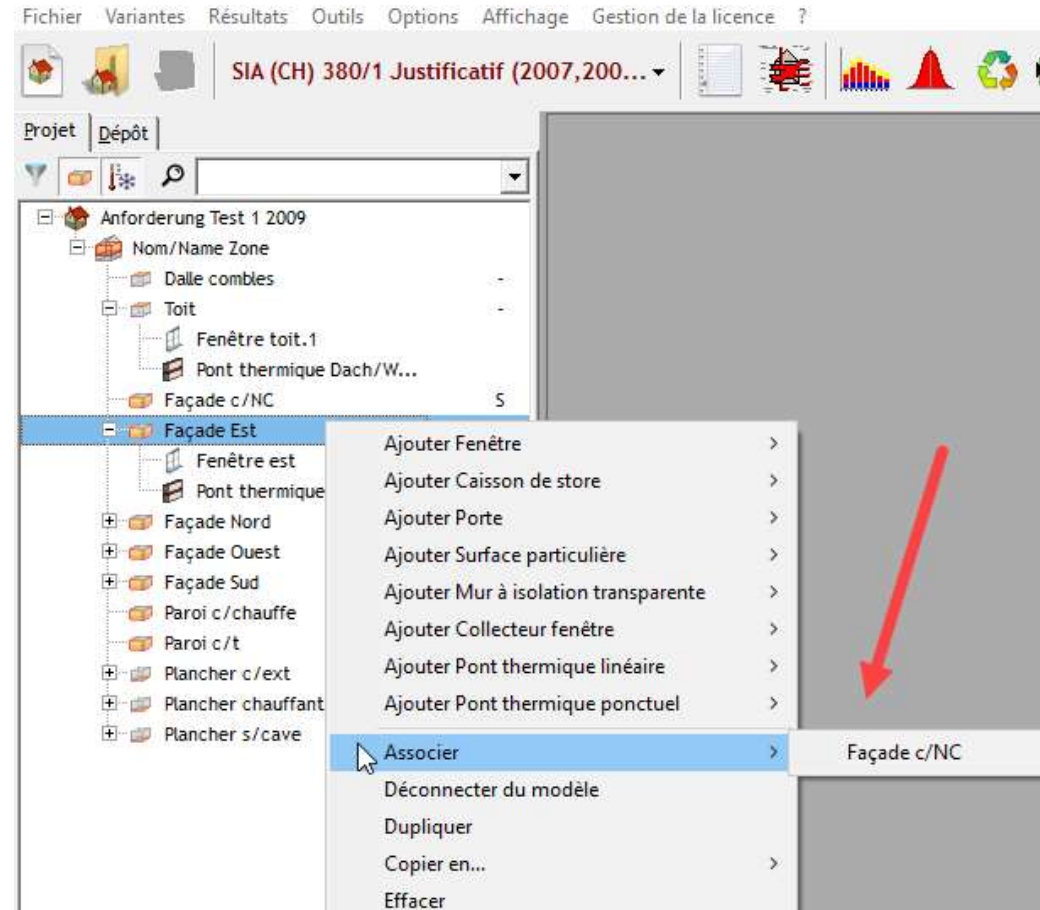 Fichier Variantes Résultats Outils Options Affichage Gestion de la licence ?
SIA (CH) 380/1 Justificatif (2007,200...
Projet Dépôt
Anforderung Test 1 2009
Nom/Name Zone
Dalle combles -
Toit -
Fenêtre toit.1
Pont thermique Dach/W...
Façade c/NC S
Façade Est
Fenêtre est
Pont thermique
Façade Nord
Façade Ouest
Façade Sud
Paroi c/chauffe
Paroi c/t
Plancher c/ext
Plancher chauffant
Plancher s/cave
Ajouter Fenêtre >
Ajouter Caisson de store >
Ajouter Porte >
Ajouter Surface particulière >
Ajouter Mur à isolation transparente >
Ajouter Collecteur fenêtre >
Ajouter Pont thermique linéaire >
Ajouter Pont thermique ponctuel >
Associer > Façade c/NC
Déconnecter du modèle
Dupliquer
Copier en... >
Effacer